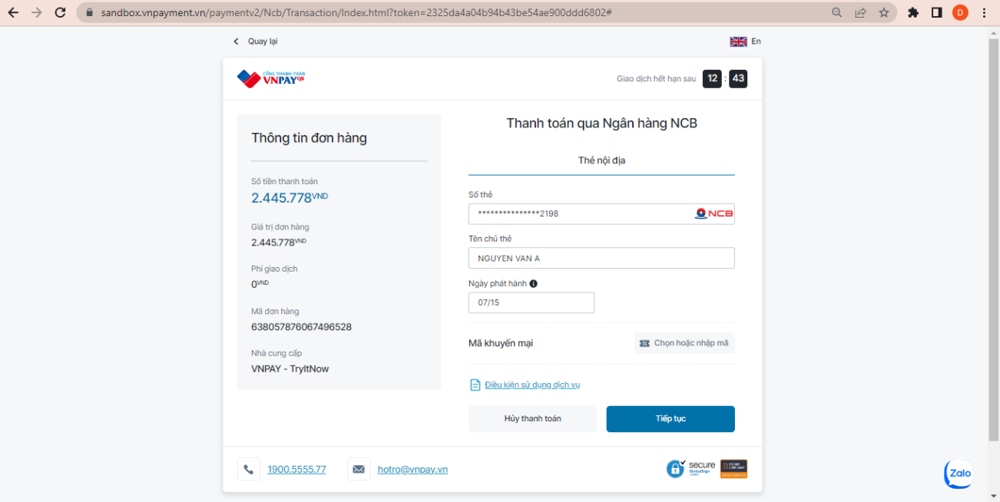 sandbox.vnpayment.vn/paymentv2/Ncb/Transaction/Index.html?token=2325da4a04b94b43be54ae900ddd6802#
D
Quay lại
En
CỔNG THANH TOÁN
VNPAYQR
Giao dịch hết hạn sau 12 : 43
Thông tin đơn hàng
Số tiền thanh toán
2.445.778VND
Giá trị đơn hàng
2.445.778VND
Phí giao dịch
0VND
Mã đơn hàng
638057876067496528
Nhà cung cấp
VNPAY - TryItNow
Thanh toán qua Ngân hàng NCB
Thẻ nội địa
Số thẻ
***************2198
NCB
Tên chủ thẻ
NGUYEN VAN A
Ngày phát hành
07/15
Mã khuyến mại
Chọn hoặc nhập mã
Điều kiện sử dụng dịch vụ
Hủy thanh toán
Tiếp tục
1900.5555.77
hotro@vnpay.vn
secure
GlobalSign
Zalo